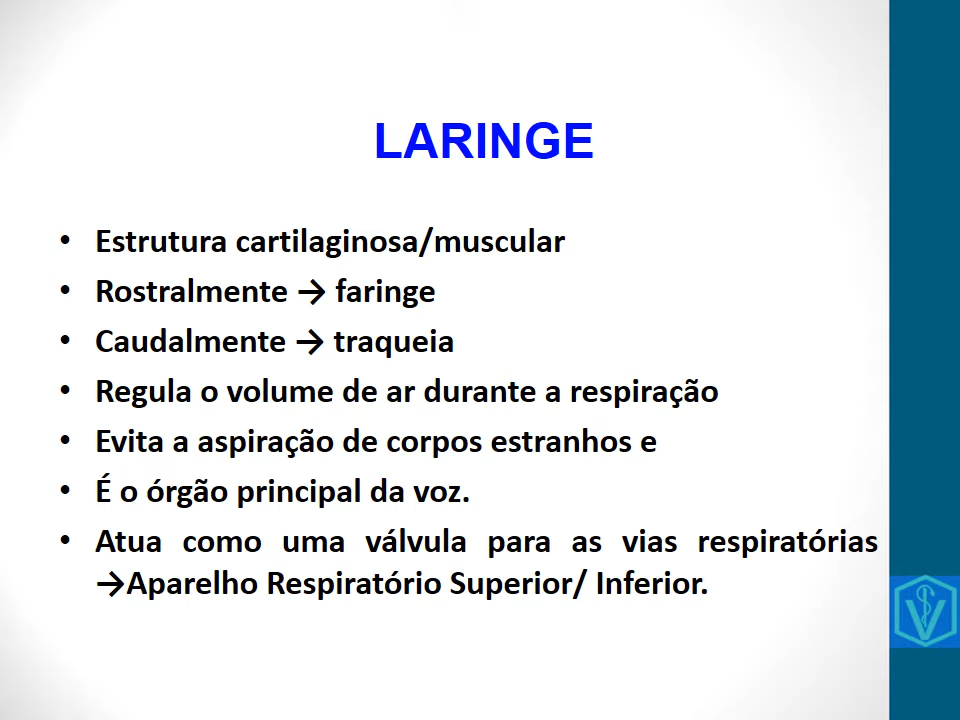 LARINGE
• Estrutura cartilaginosa/muscular
• Rostralmente → faringe
• Caudalmente → traqueia
• Regula o volume de ar durante a respiração
• Evita a aspiração de corpos estranhos e
• É o órgão principal da voz.
• Atua como uma válvula para as vias respiratórias
→Aparelho Respiratório Superior/ Inferior.
V